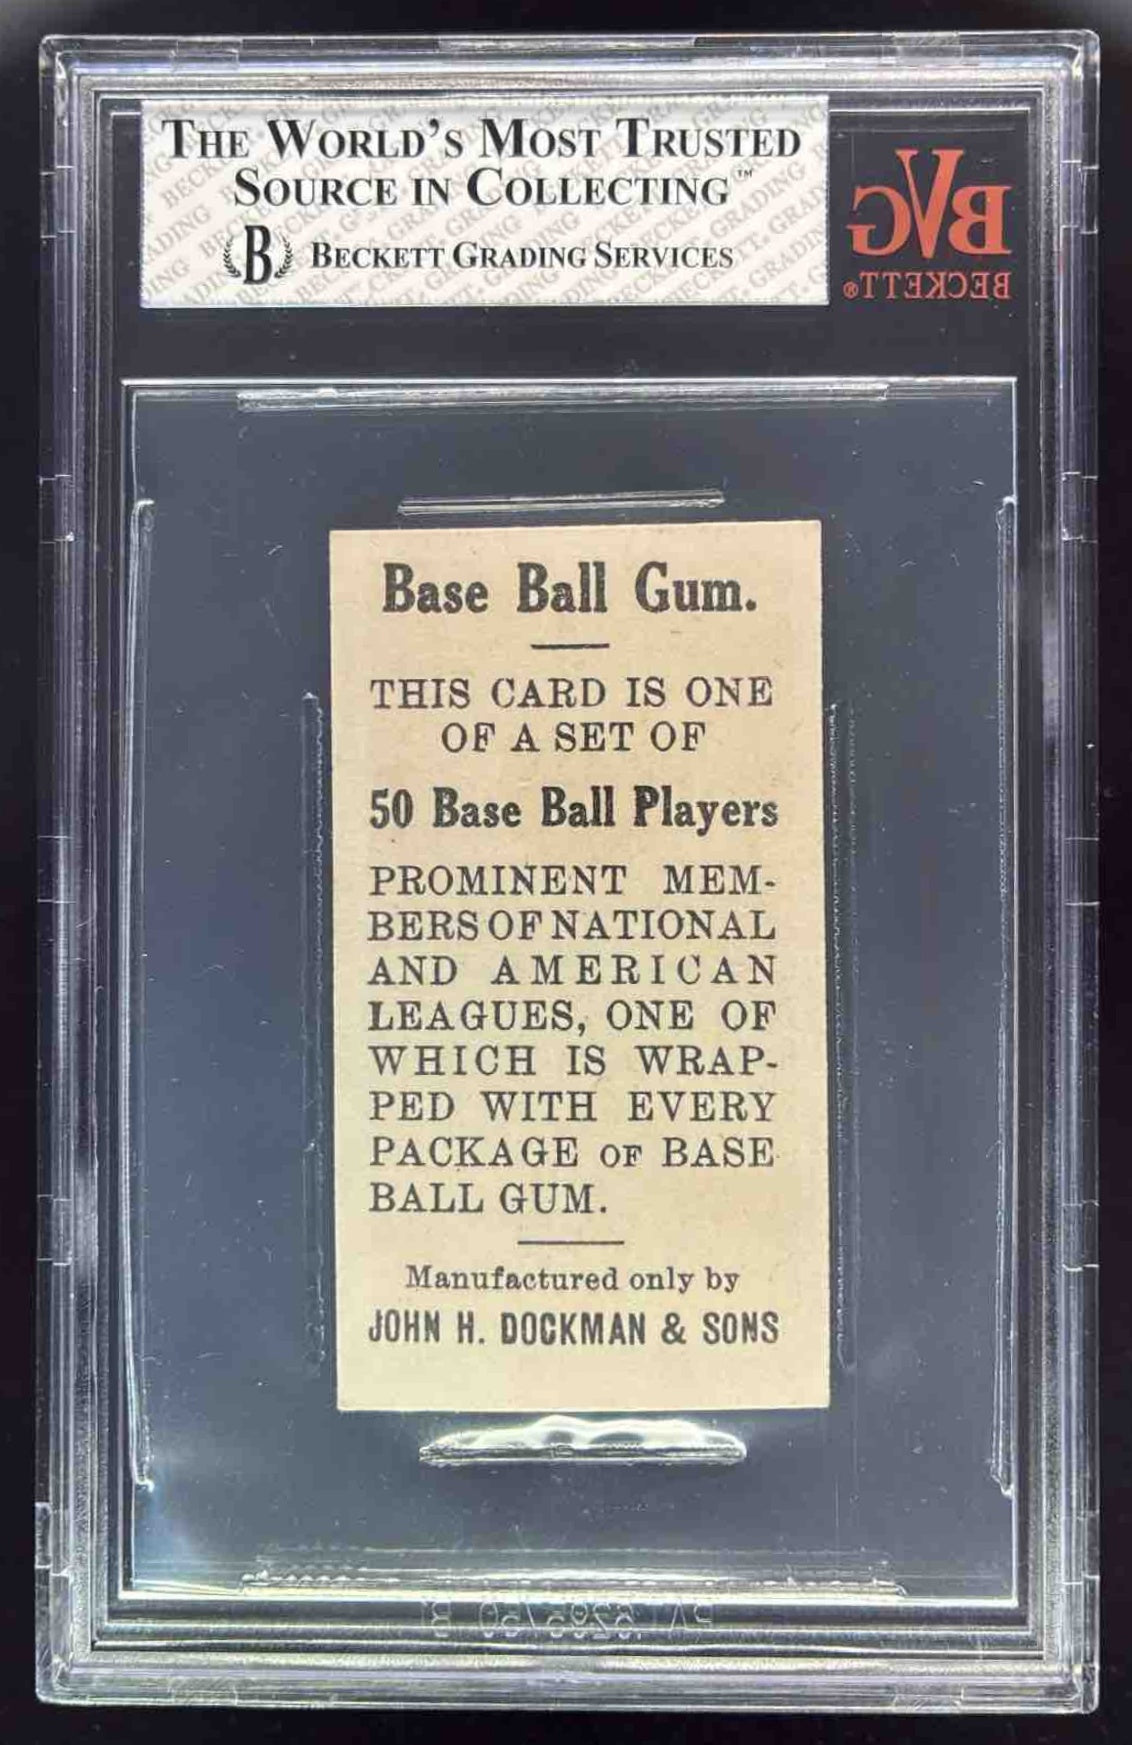 THE WORLD'S MOST TRUSTED
SOURCE IN COLLECTING™
B BECKETT GRADING SERVICES
BVG
BECKETT®
Base Ball Gum.
THIS CARD IS ONE
OF A SET OF
50 Base Ball Players
PROMINENT MEM-
BERS OF NATIONAL
AND AMERICAN
LEAGUES, ONE OF
WHICH IS WRAP-
PED WITH EVERY
PACKAGE OF BASE
BALL GUM.
Manufactured only by
JOHN H. DOCKMAN & SONS